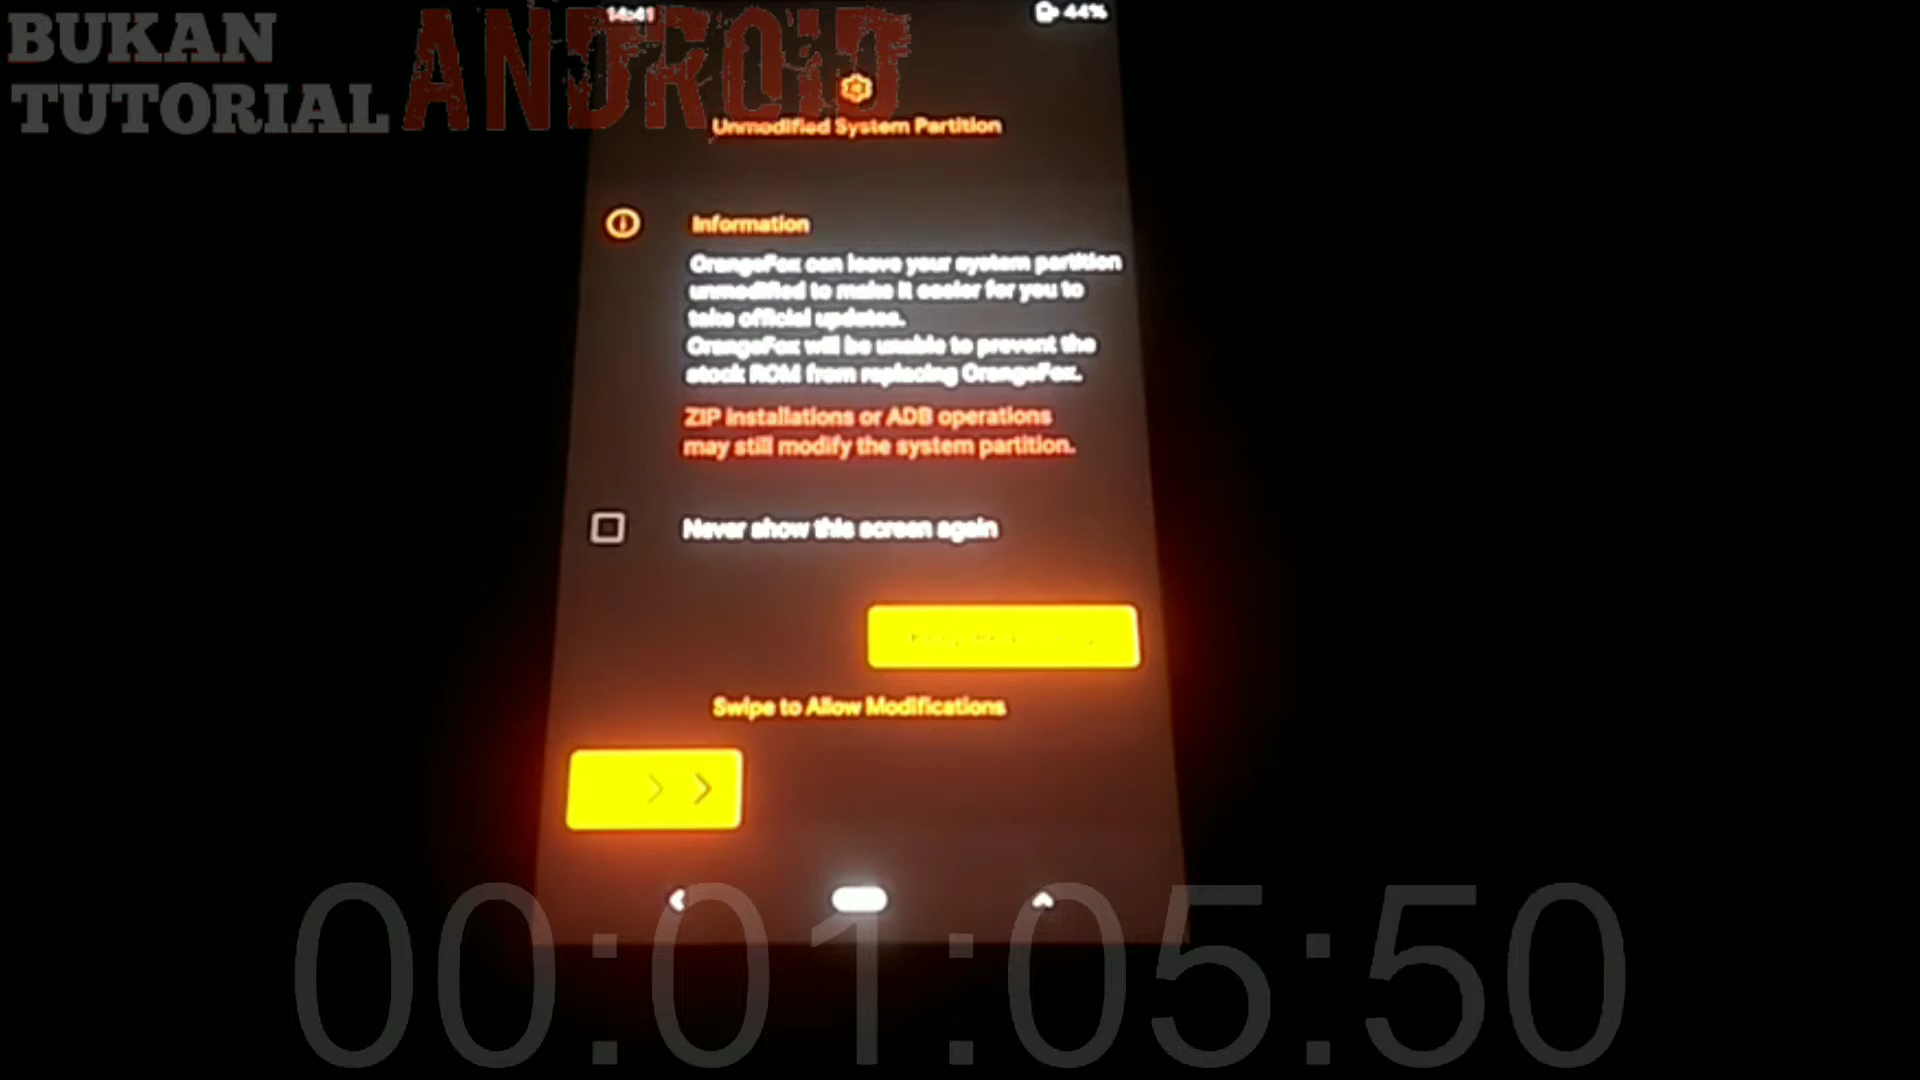 BUKAN
TUTORIAL
ANDROID
14:41
44%
Unmodified System Partition
Information
OrangeFox can leave your system partition
unmodified to make it easier for you to
take official updates.
OrangeFox will be unable to prevent the
stock ROM from replacing OrangeFox.
ZIP installations or ADB operations
may still modify the system partition.
Never show this screen again
Swipe to Allow Modifications
00:01:05:50